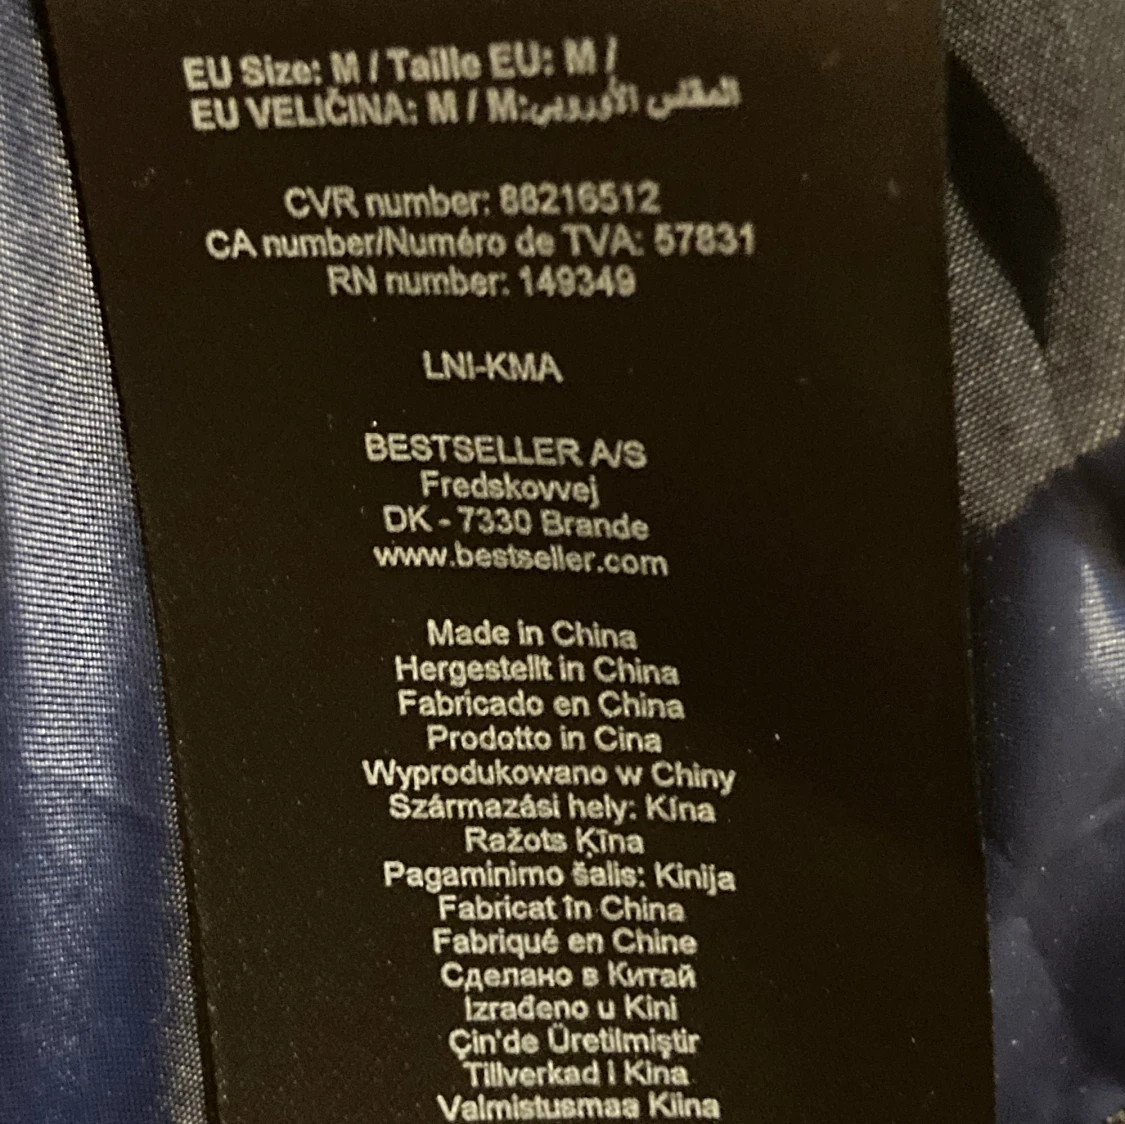 EU Size: M / Taille EU: M /
EU VELIČINA: M / M:المقاس الأوروبي
CVR number: 88216512
CA number/Numéro de TVA: 57831
RN number: 149349
LNI-KMA
BESTSELLER A/S
Fredskovvej
DK - 7330 Brande
www.bestseller.com
Made in China
Hergestellt in China
Fabricado en China
Prodotto in Cina
Wyprodukowano w Chiny
Származási hely: Kína
Ražots Ķīna
Pagaminimo šalis: Kinija
Fabricat în China
Fabriqué en Chine
Сделано в Китай
Izrađeno u Kini
Çin'de Üretilmiştir
Tillverkad i Kina
Valmistusmaa Kiina